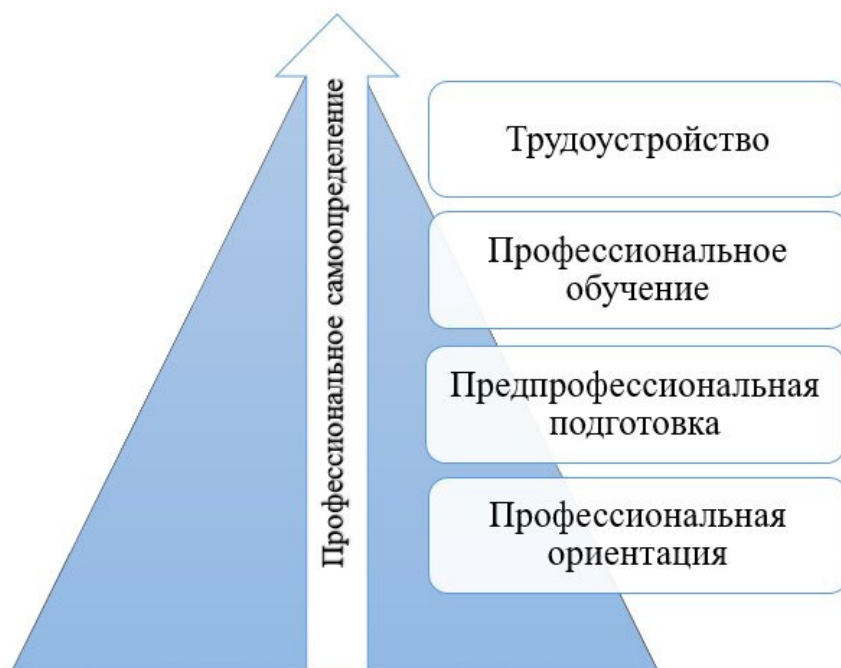 Профессиональное самоопределение
Трудоустройство
Профессиональное
обучение
Предпрофессиональная
подготовка
Профессиональная
ориентация